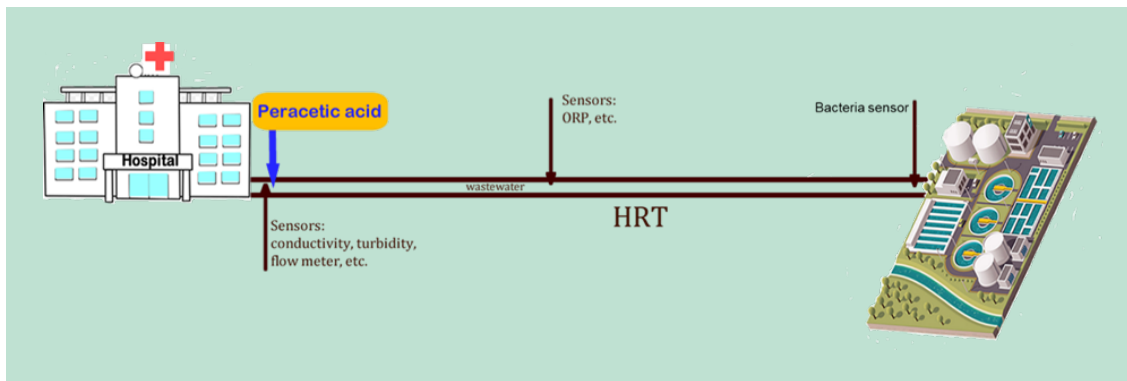 Peracetic acid
Hospital
Sensors:
ORP, etc.
Bacteria sensor
wastewater
Sensors:
conductivity, turbidity,
flow meter, etc.
HRT